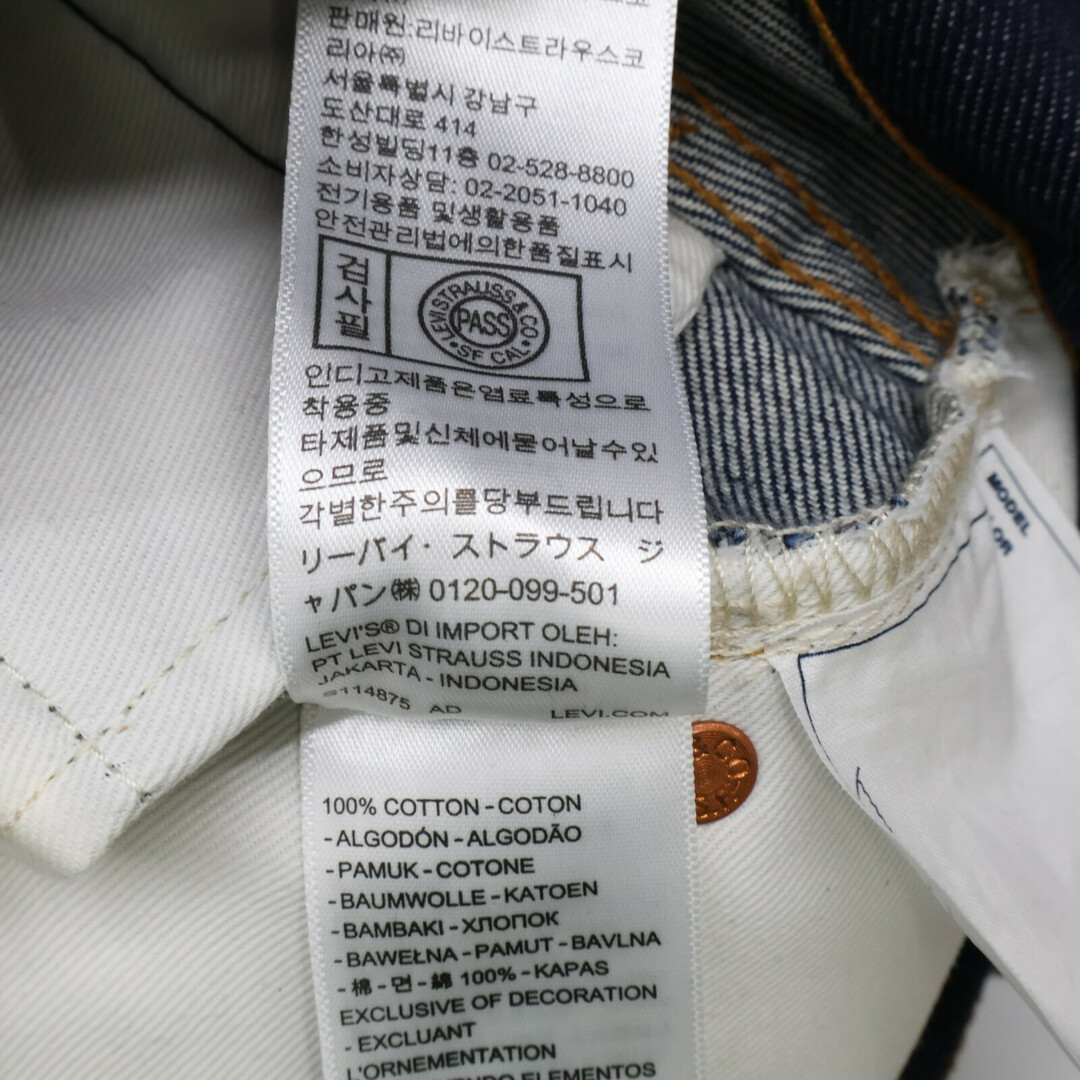 판매원:리바이스트라우스코
리아㈜
서울특별시 강남구
도산대로 414
한성빌딩11층 02-528-8800
소비자상담: 02-2051-1040
전기용품 및생활용품
안전관리법에의한품질표시
검사필
LEVI STRAUSS & CO
PASS
SF CAL
인디고제품은염료특성으로
착용중
타제품및신체에묻어날수있
으므로
각별한주의를당부드립니다
リーバイ・ストラウス ジ
ャパン㈱ 0120-099-501
LEVI'S® DI IMPORT OLEH:
PT LEVI STRAUSS INDONESIA
JAKARTA - INDONESIA
S114875 AD LEVI.COM
100% COTTON - COTON
- ALGODÓN - ALGODÃO
- PAMUK - COTONE
- BAUMWOLLE - KATOEN
- BAMBAKI - ХЛОПОК
- BAWEŁNA - PAMUT - BAVLNA
- 棉 - 면 - 綿 100% - KAPAS
EXCLUSIVE OF DECORATION
- EXCLUANT
L'ORNEMENTATION
ELEMENTOS
MODEL